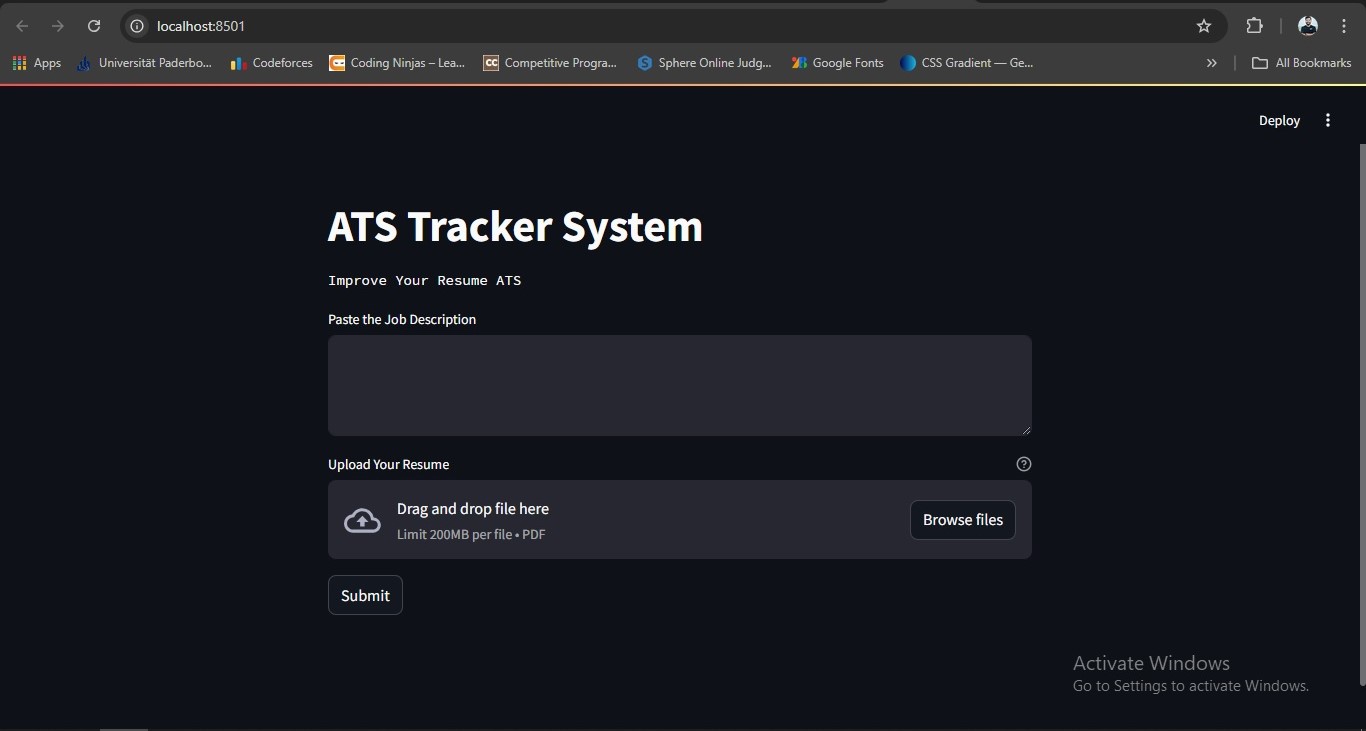 localhost:8501
Apps Universität Paderbo... Codeforces Coding Ninjas – Lea... CC Competitive Progra... S Sphere Online Judg... Google Fonts CSS Gradient — Ge... » All Bookmarks
Deploy
ATS Tracker System
Improve Your Resume ATS
Paste the Job Description
Upload Your Resume
Drag and drop file here
Limit 200MB per file • PDF
Browse files
Submit
Activate Windows
Go to Settings to activate Windows.